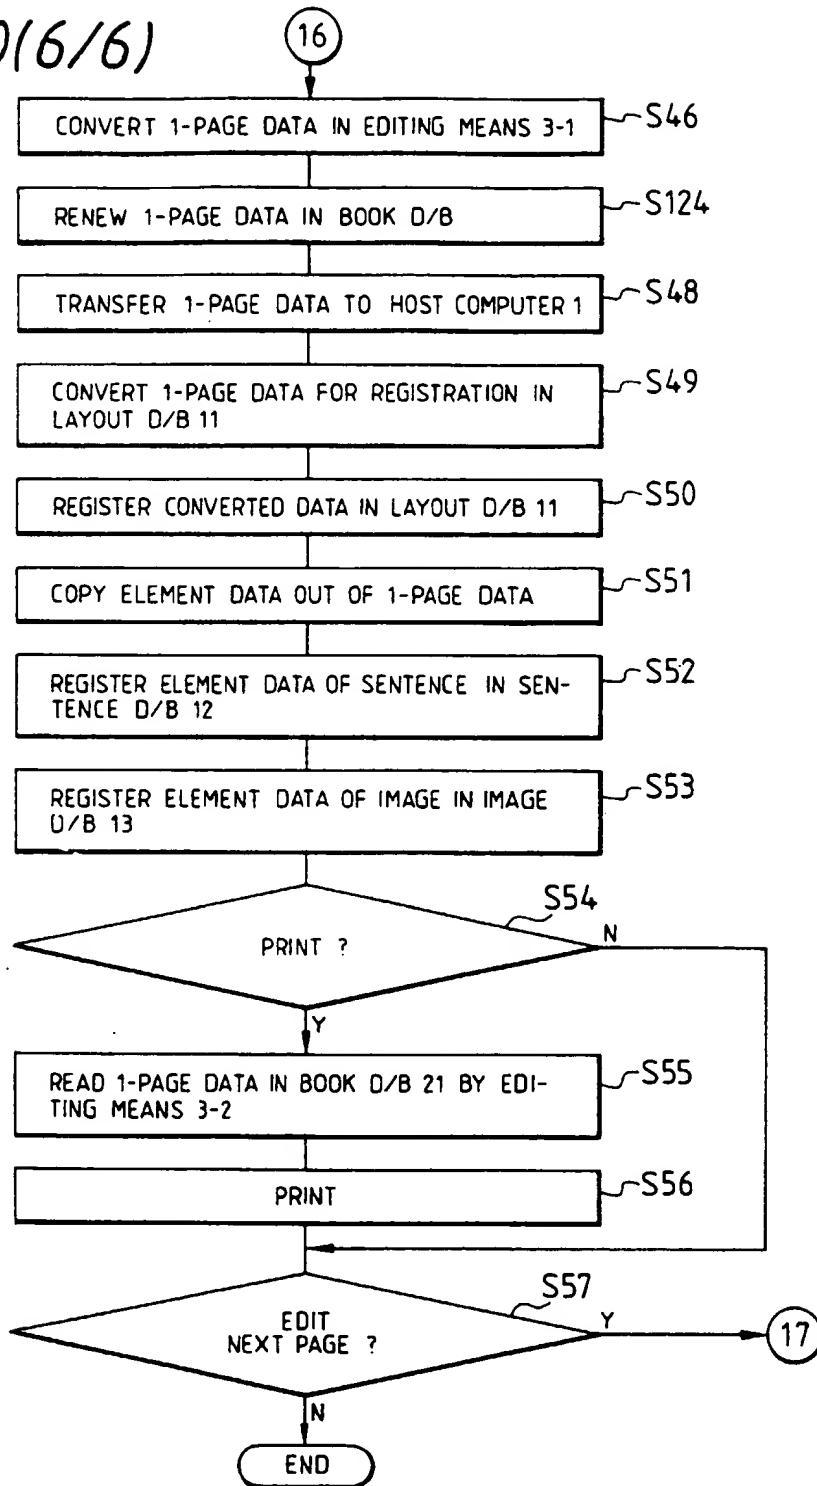 0(6/6)
16
CONVERT 1-PAGE DATA IN EDITING MEANS 3-1
S46
RENEW 1-PAGE DATA IN BOOK D/B
S124
TRANSFER 1-PAGE DATA TO HOST COMPUTER 1
S48
CONVERT 1-PAGE DATA FOR REGISTRATION IN
LAYOUT D/B 11
S49
REGISTER CONVERTED DATA IN LAYOUT D/B 11
S50
COPY ELEMENT DATA OUT OF 1-PAGE DATA
S51
REGISTER ELEMENT DATA OF SENTENCE IN SEN-
TENCE D/B 12
S52
REGISTER ELEMENT DATA OF IMAGE IN IMAGE
D/B 13
S53
S54
PRINT ?
N
Y
READ 1-PAGE DATA IN BOOK D/B 21 BY EDI-
TING MEANS 3-2
S55
PRINT
S56
S57
EDIT
NEXT PAGE ?
Y
17
N
END